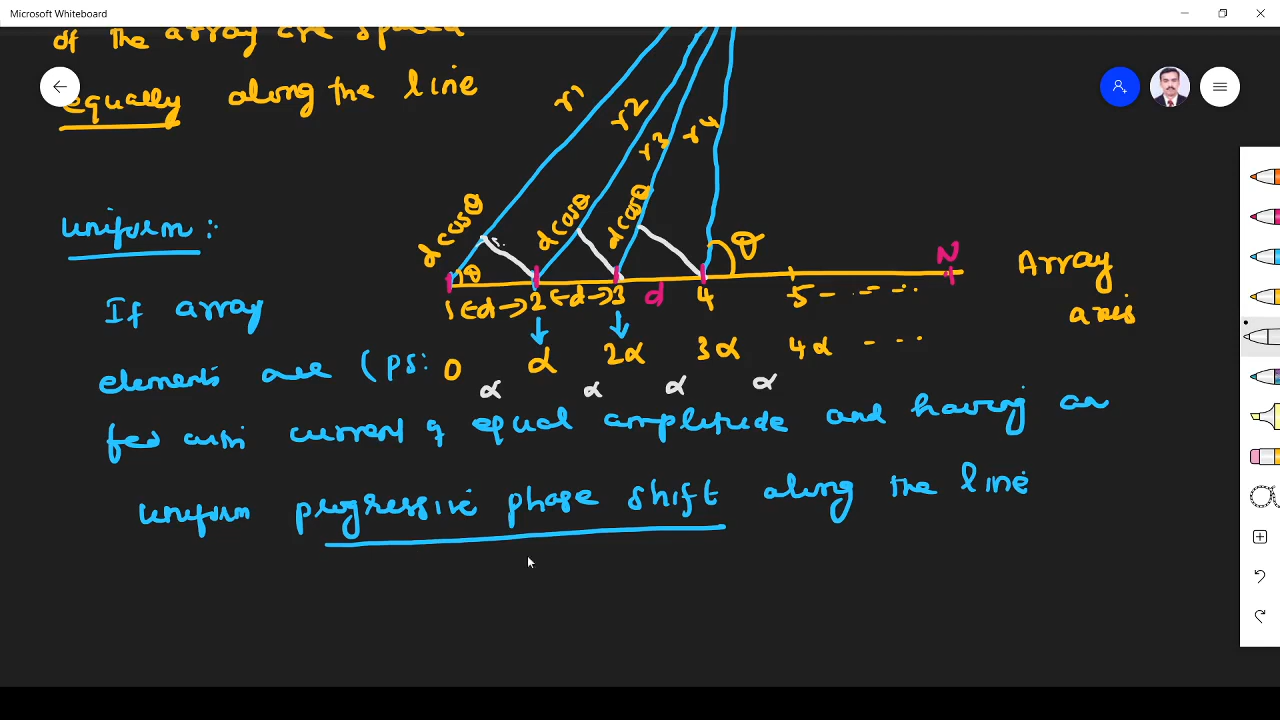 Microsoft Whiteboard
of the array are spaced
equally along the line
r1
r2
r3
r4
d cosθ
d cosθ
d cosθ
θ
θ
N
Array
axis
1 ←d→ 2 ←d→ 3 d 4 5 - - - - . .
0 α 2α 3α 4α - - . . .
α α α α
uniform :-
If array
elements are (ps:
fed with current of equal amplitude and having an
uniform progressive phase shift along the line